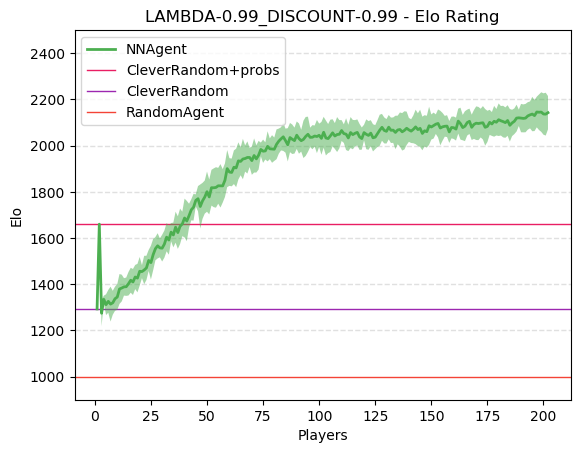 LAMBDA-0.99_DISCOUNT-0.99 - Elo Rating
NNAgent
CleverRandom+probs
CleverRandom
RandomAgent
2400
2200
2000
1800
1600
1400
1200
1000
Elo
0 25 50 75 100 125 150 175 200
Players